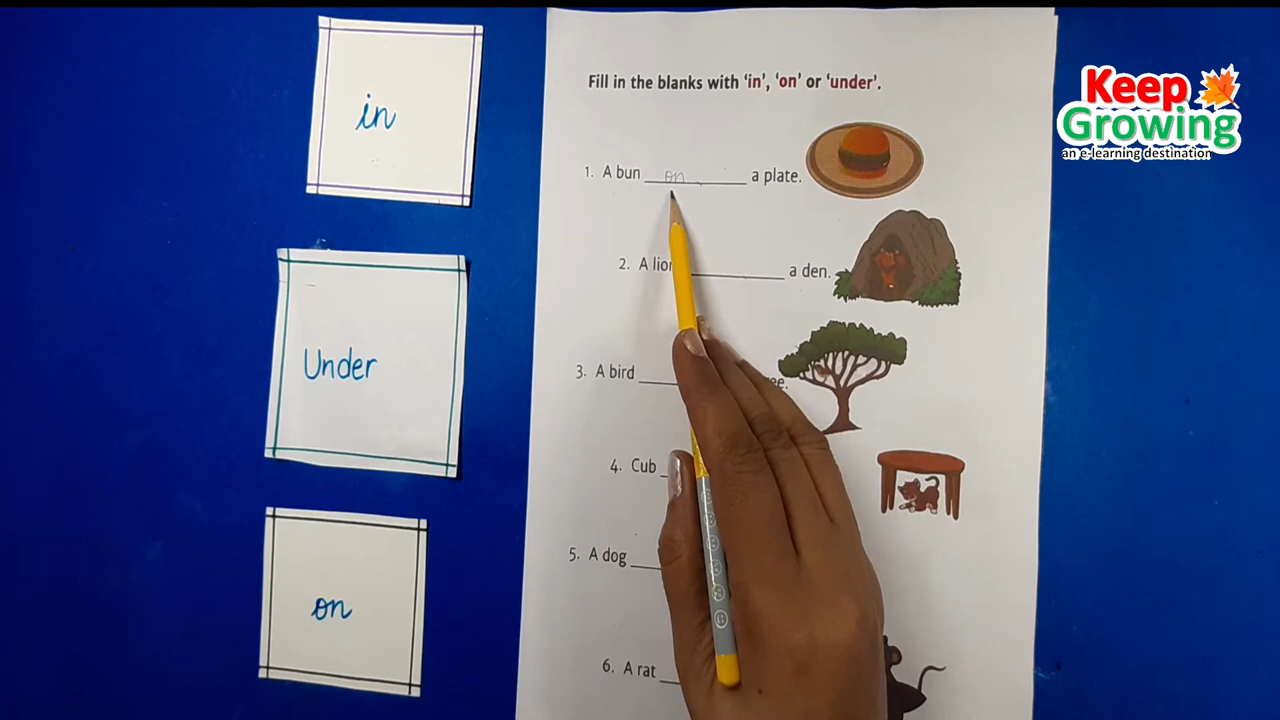 in
Under
on
Fill in the blanks with 'in', 'on' or 'under'.
1. A bun on a plate.
2. A lion a den.
3. A bird
4. Cub
5. A dog
6. A rat
Keep
Growing
an e-learning destination